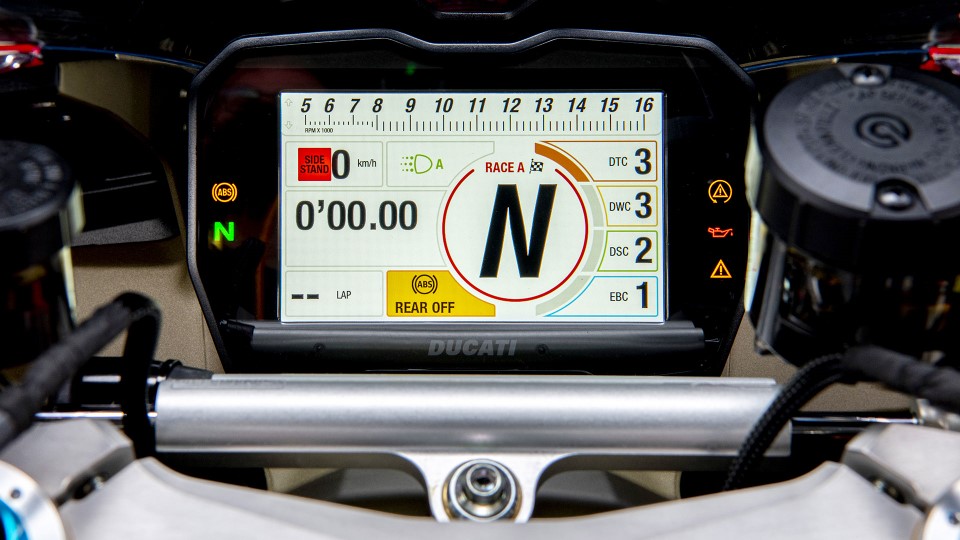 5 6 7 8 9 10 11 12 13 14 15 16
RPM X 1000
SIDE
STAND
0 km/h
A
RACE A
DTC 3
ABS
0'00.00
N
DWC 3
N
DSC 2
-- LAP
ABS
REAR OFF
EBC 1
DUCATI